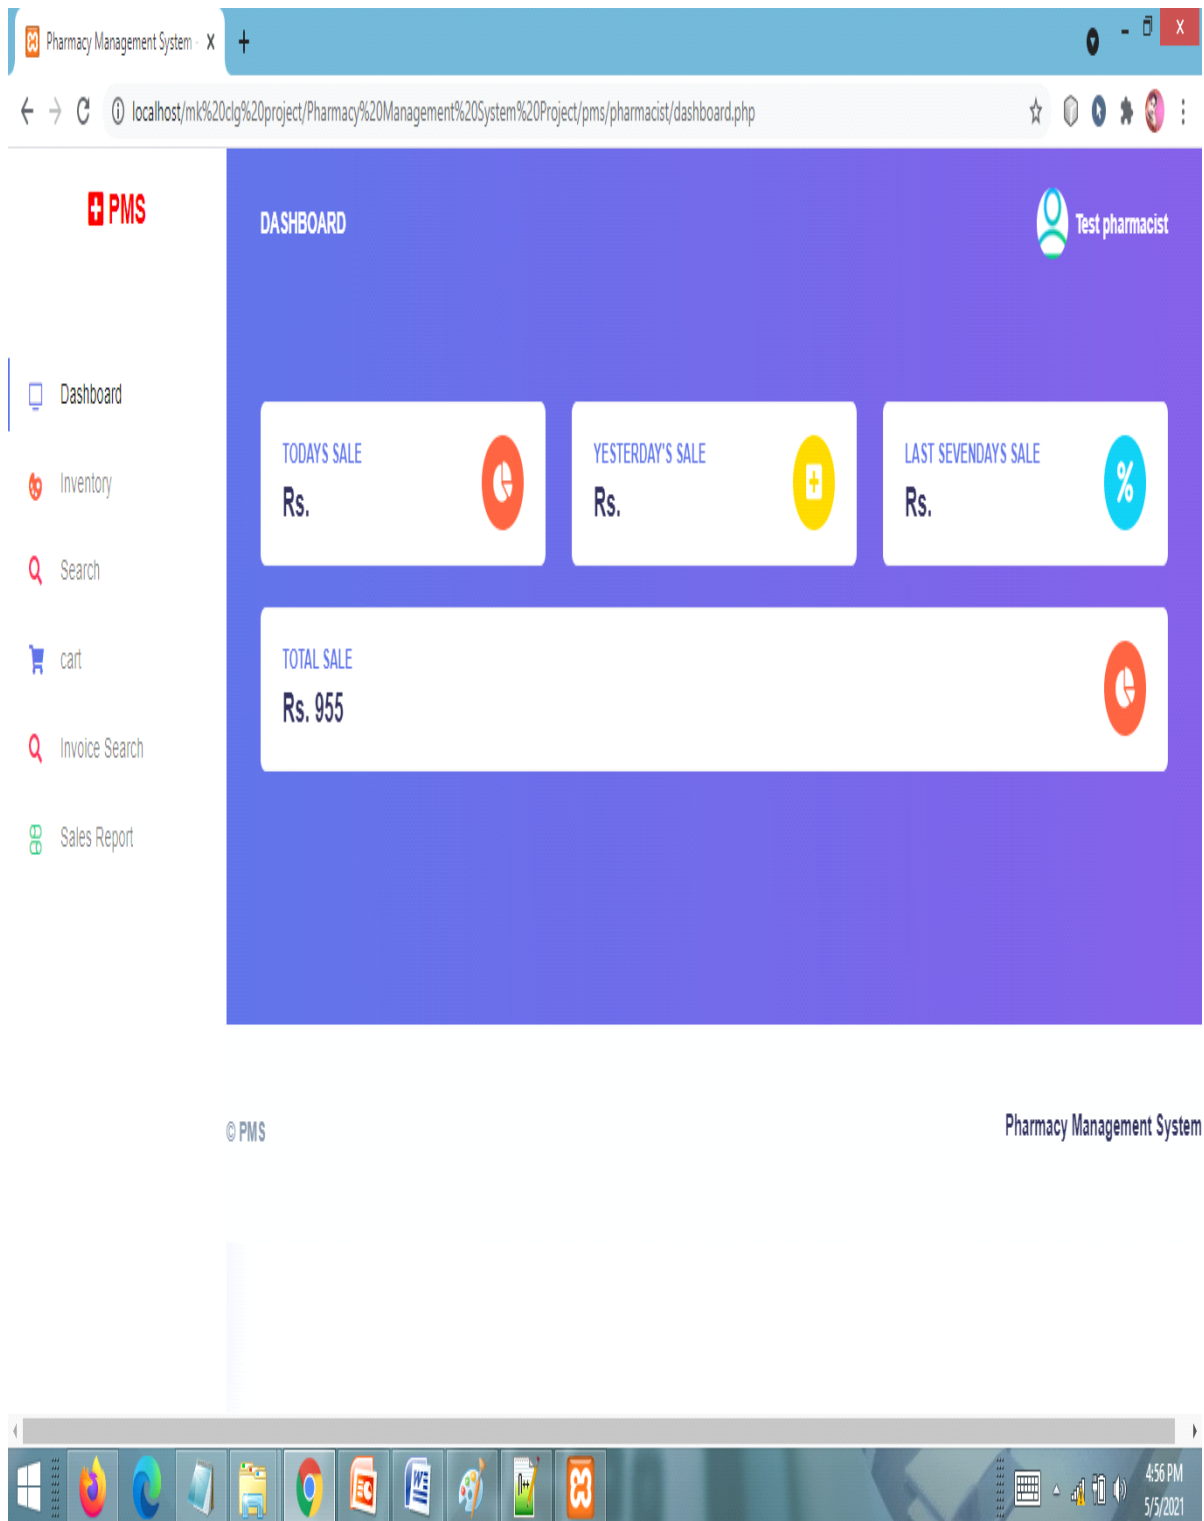 Pharmacy Management System -
localhost/mk%20clg%20project/Pharmacy%20Management%20System%20Project/pms/pharmacist/dashboard.php
PMS
DASHBOARD
Test pharmacist
Dashboard
Inventory
Search
cart
Invoice Search
Sales Report
TODAYS SALE
Rs.
YESTERDAY'S SALE
Rs.
LAST SEVENDAYS SALE
Rs.
%
TOTAL SALE
Rs. 955
© PMS
Pharmacy Management System
4:56 PM
5/5/2021